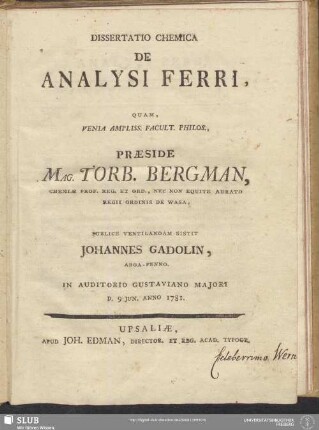 DISSERTATIO CHEMICA
DE
ANALYSI FERRI,
QUAM,
VENIA AMPLISS. FACULT. PHILOS.,
PRÆSIDE
MAG. TORB. BERGMAN,
CHEMIÆ PROF. REG. ET ORD., NEC NON EQUITE AURATO
REGII ORDINIS DE WASA,
PUBLICE VENTILANDAM SISTIT
JOHANNES GADOLIN,
ABOA-FENNO.
IN AUDITORIO GUSTAVIANO MAJORI
D. 9 JUN. ANNO 1781.
UPSALIÆ,
APUD JOH. EDMAN, DIRECTOR. ET REG. ACAD. TYPOGR.
Celeberrimo Wern
SLUB
Wir führen Wissen.
UNIVERSITÄTSBIBLIOTHEK
FREIBERG